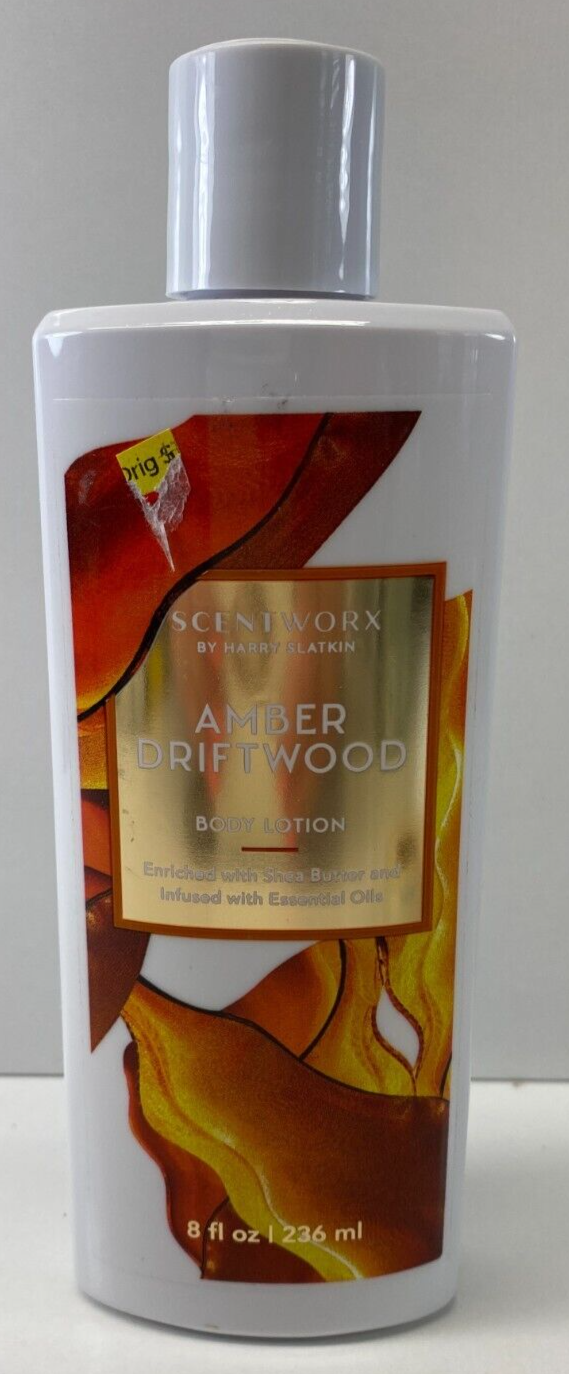 Orig $
SCENTWORX
BY HARRY SLATKIN
AMBER
DRIFTWOOD
BODY LOTION
Enriched with Shea Butter and
Infused with Essential Oils
8 fl oz | 236 ml